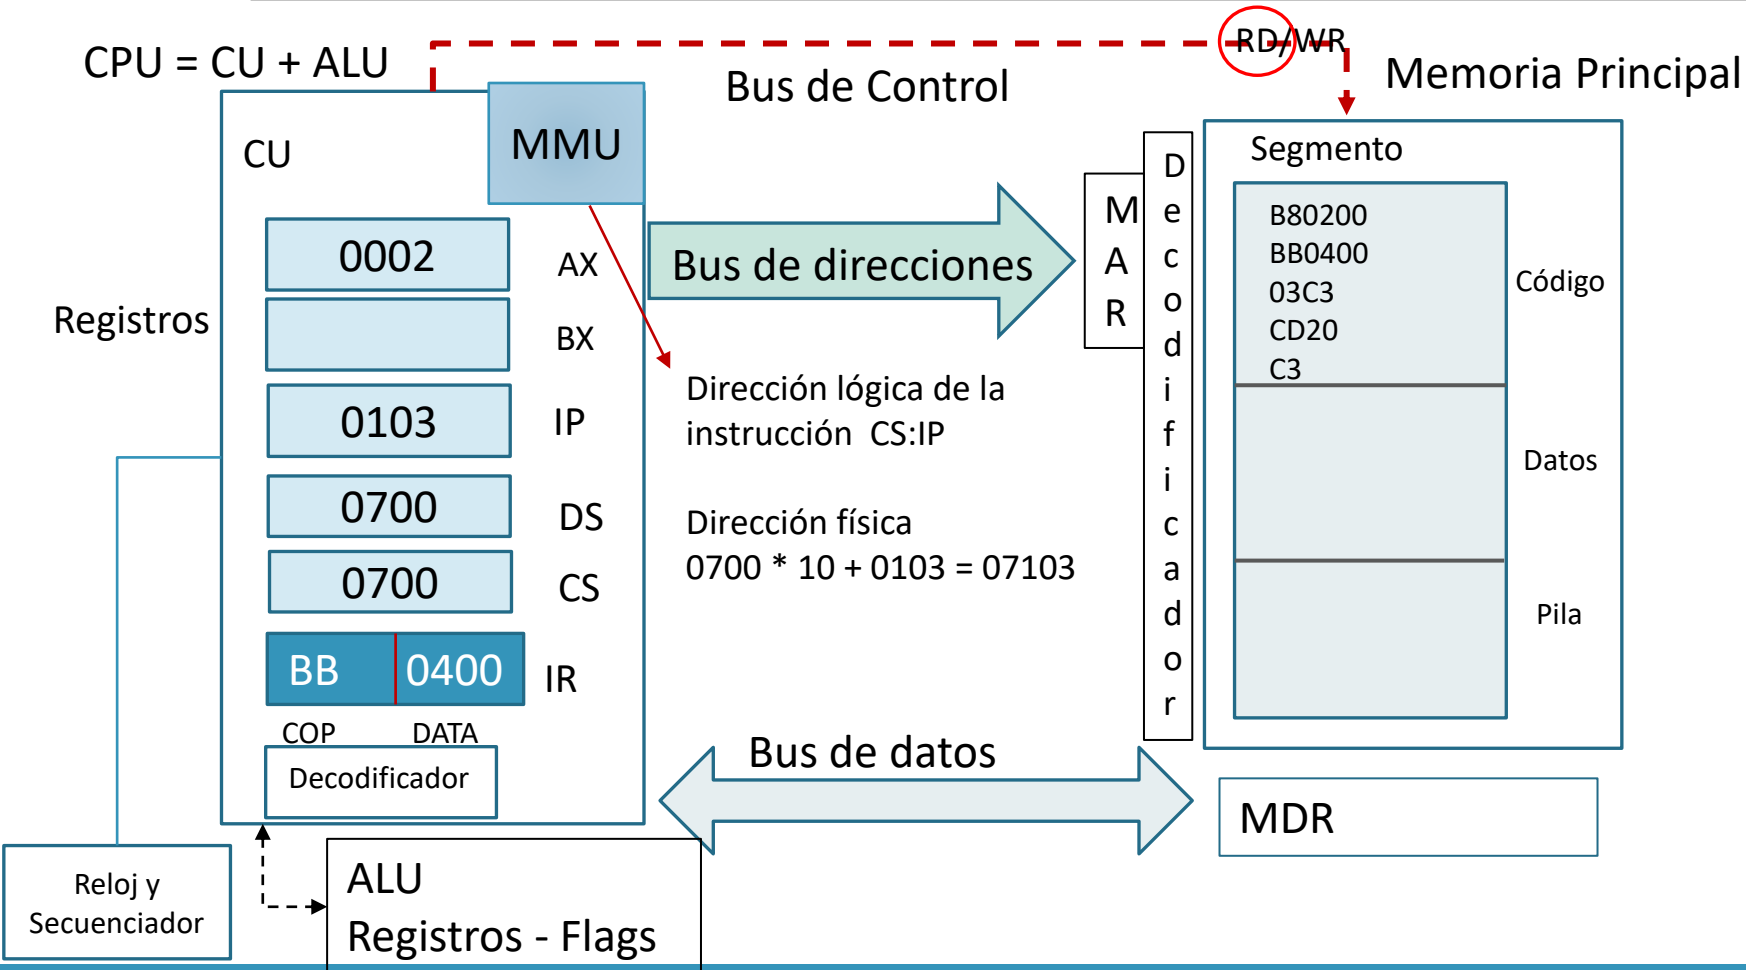 CPU = CU + ALU
RD/WR
Bus de Control
Memoria Principal
CU
MMU
Segmento
0002
AX
BX
Registros
0103
IP
0700
DS
0700
CS
BB
0400
IR
COP
DATA
Decodificador
Reloj y
Secuenciador
ALU
Registros - Flags
Bus de direcciones
Dirección lógica de la
instrucción CS:IP
Dirección física
0700 * 10 + 0103 = 07103
Bus de datos
M
A
R
D
e
c
o
d
i
f
i
c
a
d
o
r
B80200
BB0400
03C3
CD20
C3
Código
Datos
Pila
MDR